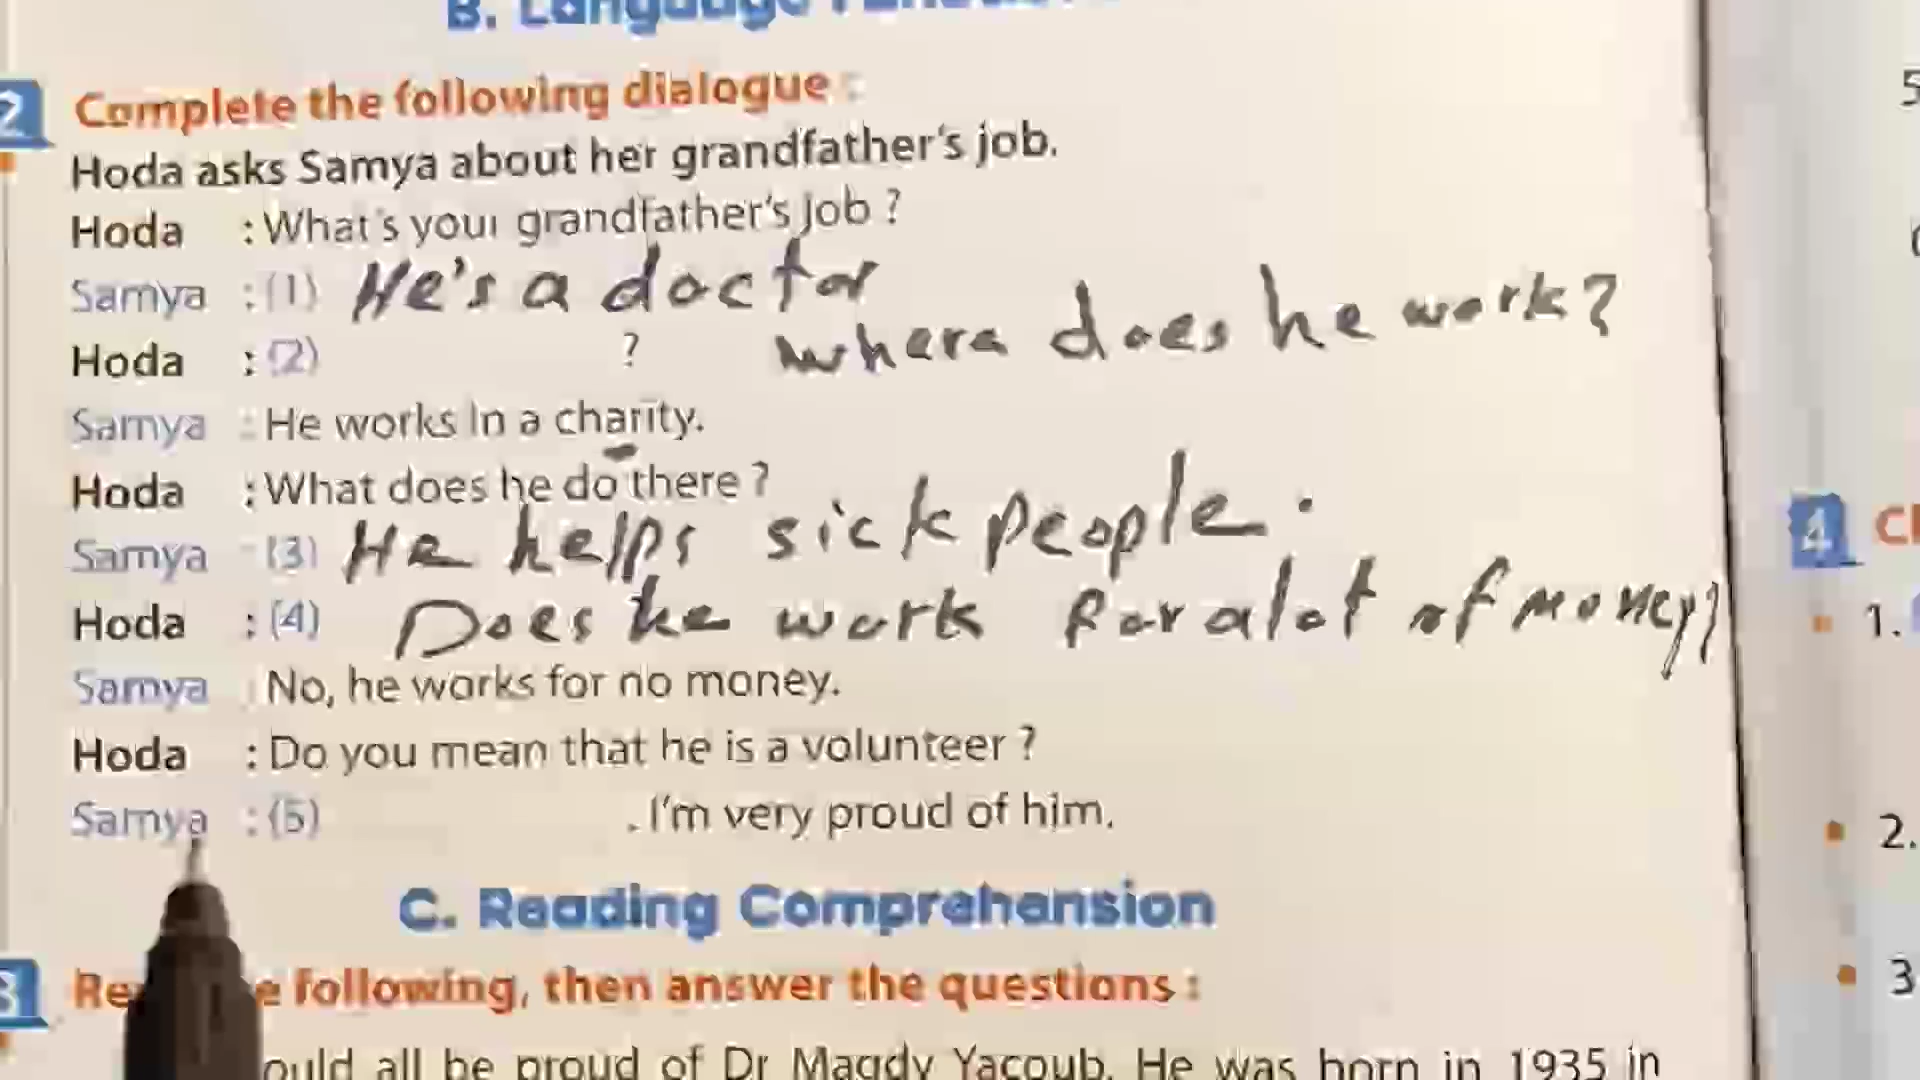 B. Language
2 Complete the following dialogue :
Hoda asks Samya about her grandfather's job.
Hoda : What's your grandfather's job ?
Samya : (1) He's a doctor
Hoda : (2) ? where does he work?
Samya : He works in a charity.
Hoda : What does he do there ?
Samya : (3) He helps sick people.
Hoda : (4) Does he work for a lot of money?
Samya : No, he works for no money.
Hoda : Do you mean that he is a volunteer ?
Samya : (5) . I'm very proud of him.
C. Reading Comprehension
3 following, then answer the questions :
all be proud of Dr Magdy Yacoub. He was born in 1935 in
5
4
1.
2.
3